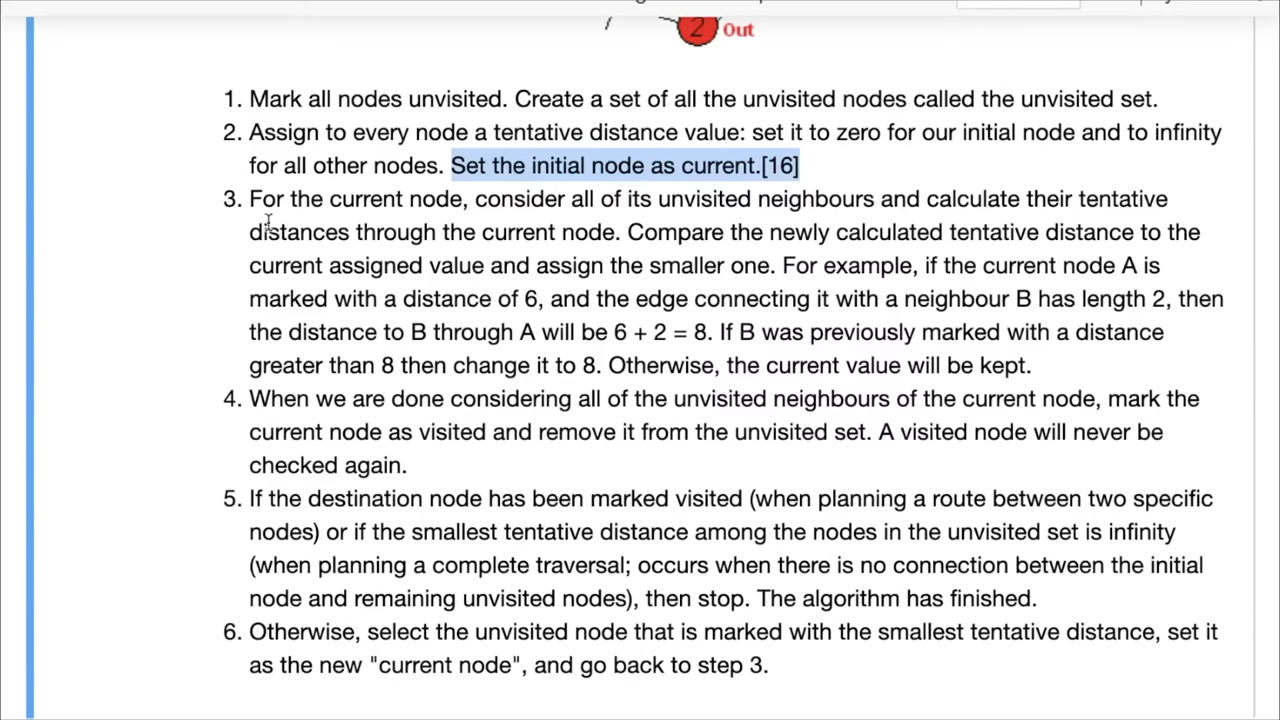 2 Out
1. Mark all nodes unvisited. Create a set of all the unvisited nodes called the unvisited set.
2. Assign to every node a tentative distance value: set it to zero for our initial node and to infinity
for all other nodes. Set the initial node as current.[16]
3. For the current node, consider all of its unvisited neighbours and calculate their tentative
distances through the current node. Compare the newly calculated tentative distance to the
current assigned value and assign the smaller one. For example, if the current node A is
marked with a distance of 6, and the edge connecting it with a neighbour B has length 2, then
the distance to B through A will be 6 + 2 = 8. If B was previously marked with a distance
greater than 8 then change it to 8. Otherwise, the current value will be kept.
4. When we are done considering all of the unvisited neighbours of the current node, mark the
current node as visited and remove it from the unvisited set. A visited node will never be
checked again.
5. If the destination node has been marked visited (when planning a route between two specific
nodes) or if the smallest tentative distance among the nodes in the unvisited set is infinity
(when planning a complete traversal; occurs when there is no connection between the initial
node and remaining unvisited nodes), then stop. The algorithm has finished.
6. Otherwise, select the unvisited node that is marked with the smallest tentative distance, set it
as the new "current node", and go back to step 3.